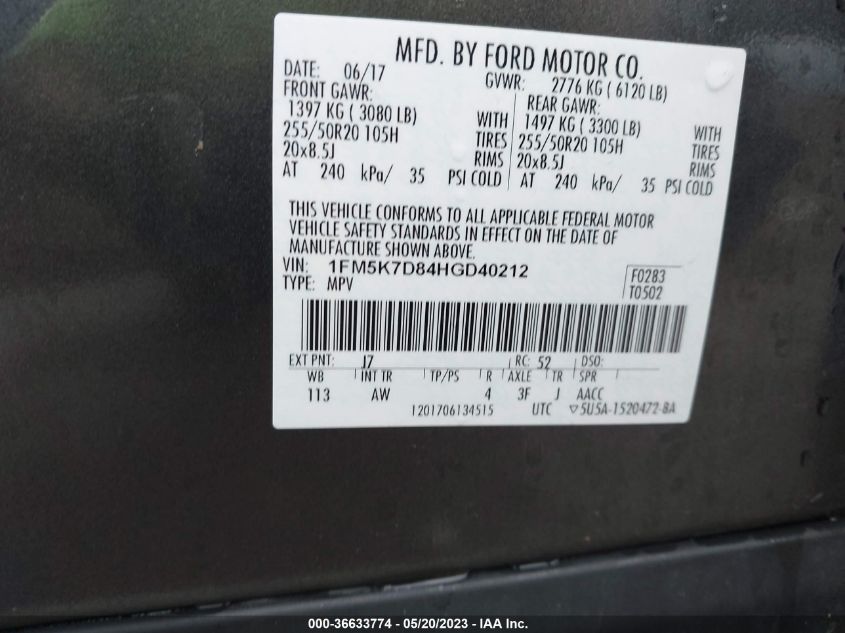 MFD. BY FORD MOTOR CO.
DATE: 06/17 GVWR: 2776 KG ( 6120 LB)
FRONT GAWR: REAR GAWR:
1397 KG ( 3080 LB) WITH 1497 KG ( 3300 LB) WITH
255/50R20 105H TIRES 255/50R20 105H TIRES
20x8.5J RIMS 20x8.5J RIMS
AT 240 kPa/ 35 PSI COLD AT 240 kPa/ 35 PSI COLD
THIS VEHICLE CONFORMS TO ALL APPLICABLE FEDERAL MOTOR
VEHICLE SAFETY STANDARDS IN EFFECT ON THE DATE OF
MANUFACTURE SHOWN ABOVE.
VIN: 1FM5K7D84HGD40212 F0283
TYPE: MPV T0502
EXT PNT: J7 RC: 52 DSO:
WB INT TR TP/PS R AXLE TR SPR
113 AW 4 3F J AACC
1201706134515 UTC ▽5U5A-1520472-BA
000-36633774 - 05/20/2023 - IAA Inc.